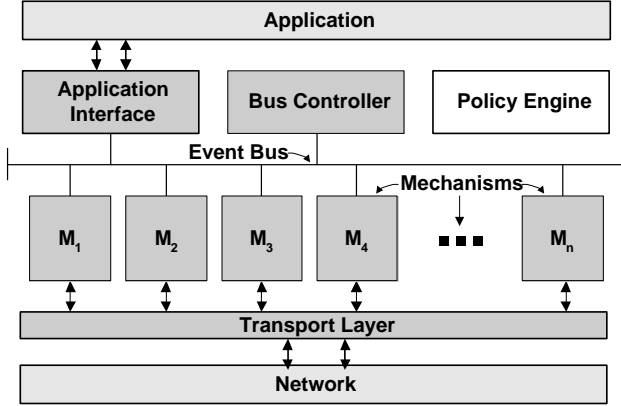 Application
Application
Interface
Bus Controller
Policy Engine
Event Bus
Mechanisms
M1
M2
M3
M4
Mn
Transport Layer
Network